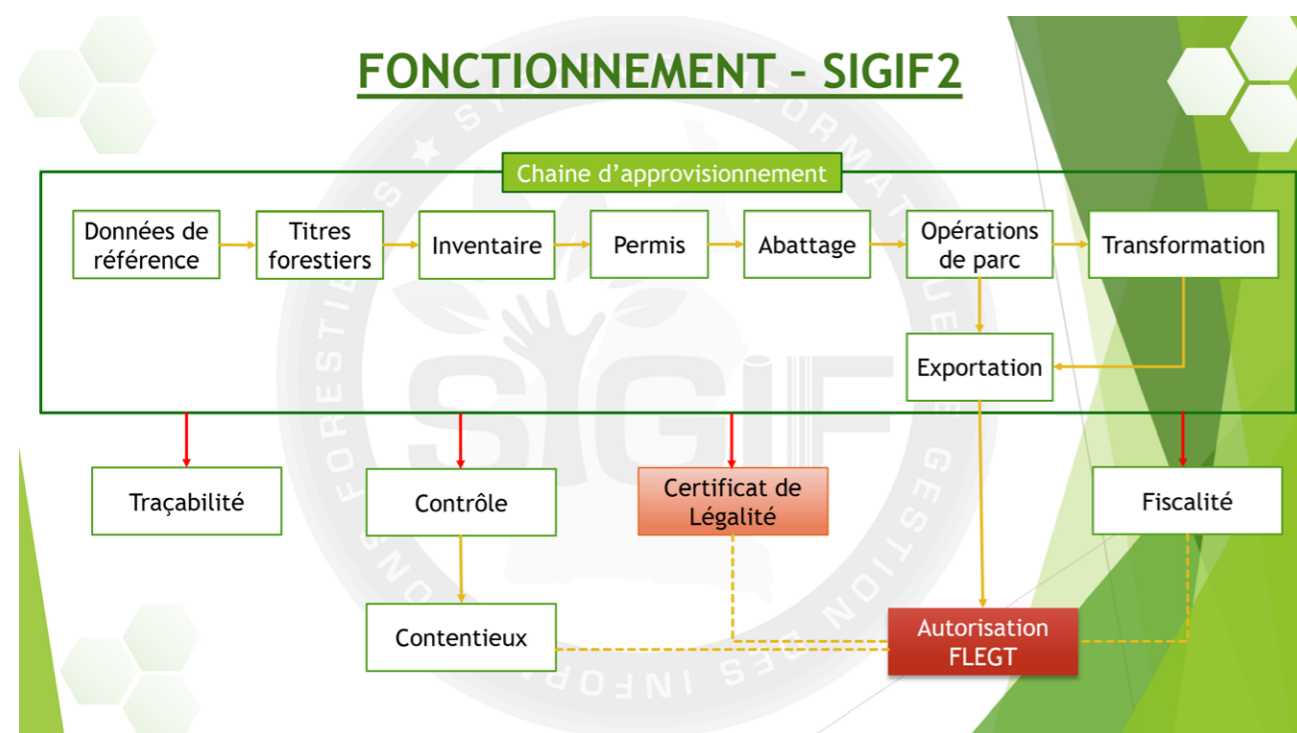 FONCTIONNEMENT - SIGIF2
Chaine d'approvisionnement
Données de
référence
Titres
forestiers
Inventaire
Permis
Abattage
Opérations
de parc
Transformation
Exportation
Traçabilité
Contrôle
Certificat de
Légalité
Fiscalité
Contentieux
Autorisation
FLEGT
SIGIF